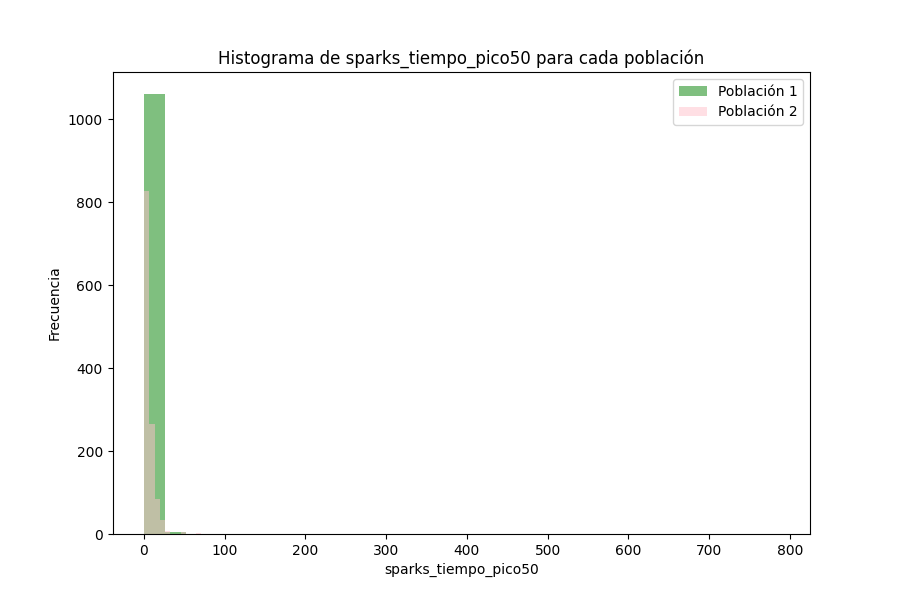 Histograma de sparks_tiempo_pico50 para cada población
Población 1
Población 2
1000
800
600
400
200
0
Frecuencia
0 100 200 300 400 500 600 700 800
sparks_tiempo_pico50